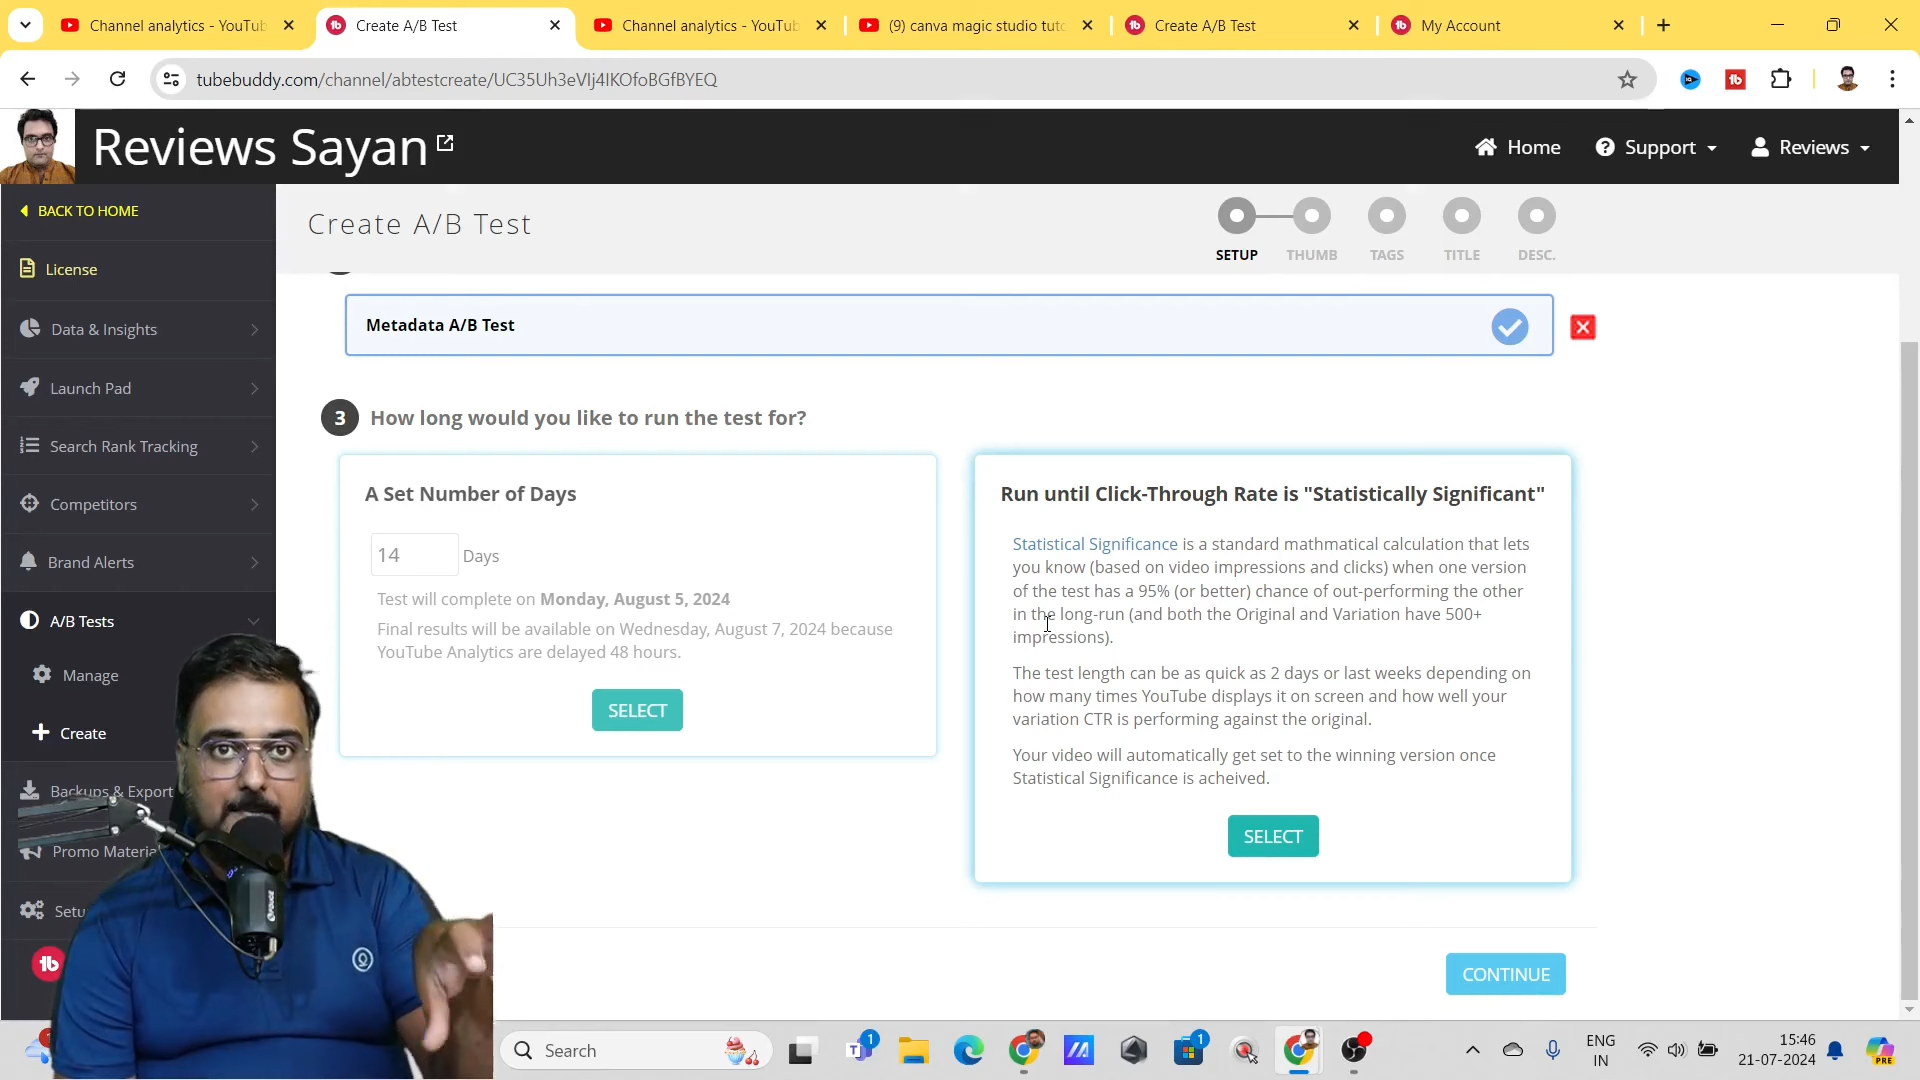 Channel analytics - YouTub
Create A/B Test
Channel analytics - YouTub
(9) canva magic studio tuto
Create A/B Test
My Account
tubebuddy.com/channel/abtestcreate/UC35Uh3eVIj4IKOfoBGfBYEQ
Reviews Sayan
Home
Support
Reviews
BACK TO HOME
License
Data & Insights
Launch Pad
Search Rank Tracking
Competitors
Brand Alerts
A/B Tests
Manage
Create
Backups & Export
Promo Materia
Setu
Create A/B Test
SETUP
THUMB
TAGS
TITLE
DESC.
Metadata A/B Test
3 How long would you like to run the test for?
A Set Number of Days
14 Days
Test will complete on Monday, August 5, 2024
Final results will be available on Wednesday, August 7, 2024 because
YouTube Analytics are delayed 48 hours.
SELECT
Run until Click-Through Rate is "Statistically Significant"
Statistical Significance is a standard mathmatical calculation that lets
you know (based on video impressions and clicks) when one version
of the test has a 95% (or better) chance of out-performing the other
in the long-run (and both the Original and Variation have 500+
impressions).
The test length can be as quick as 2 days or last weeks depending on
how many times YouTube displays it on screen and how well your
variation CTR is performing against the original.
Your video will automatically get set to the winning version once
Statistical Significance is acheived.
SELECT
CONTINUE
Search
1
1
ENG
IN
15:46
21-07-2024
PRE